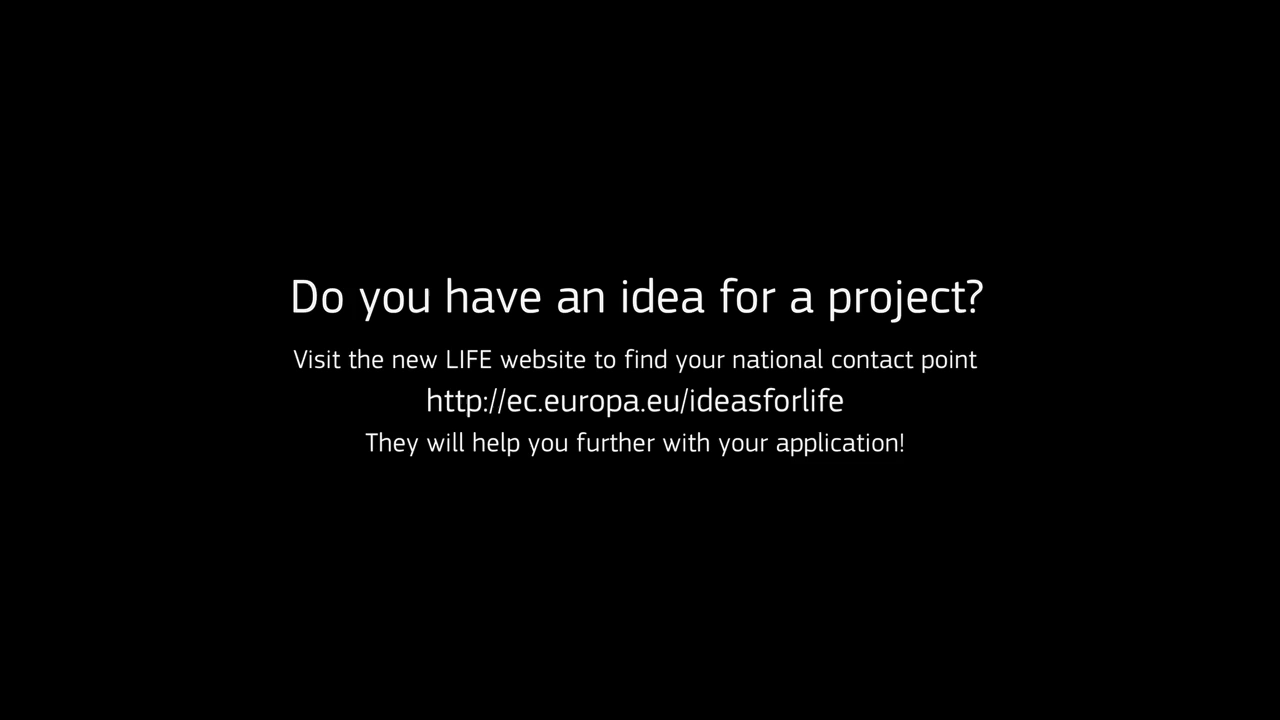 Do you have an idea for a project?
Visit the new LIFE website to find your national contact point
http://ec.europa.eu/ideasforlife
They will help you further with your application!